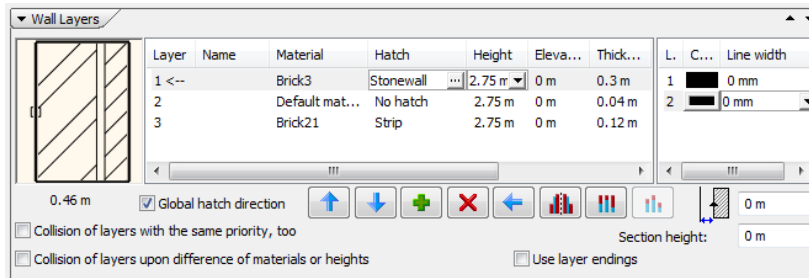 Wall Layers
Layer Name Material Hatch Height Eleva... Thick... L. C... Line width
1 <-- Brick3 Stonewall ... 2.75 m 0 m 0.3 m 1 0 mm
2 Default mat... No hatch 2.75 m 0 m 0.04 m 2 0 mm
3 Brick21 Strip 2.75 m 0 m 0.12 m
0.46 m Global hatch direction 0 m
Collision of layers with the same priority, too Section height: 0 m
Collision of layers upon difference of materials or heights Use layer endings